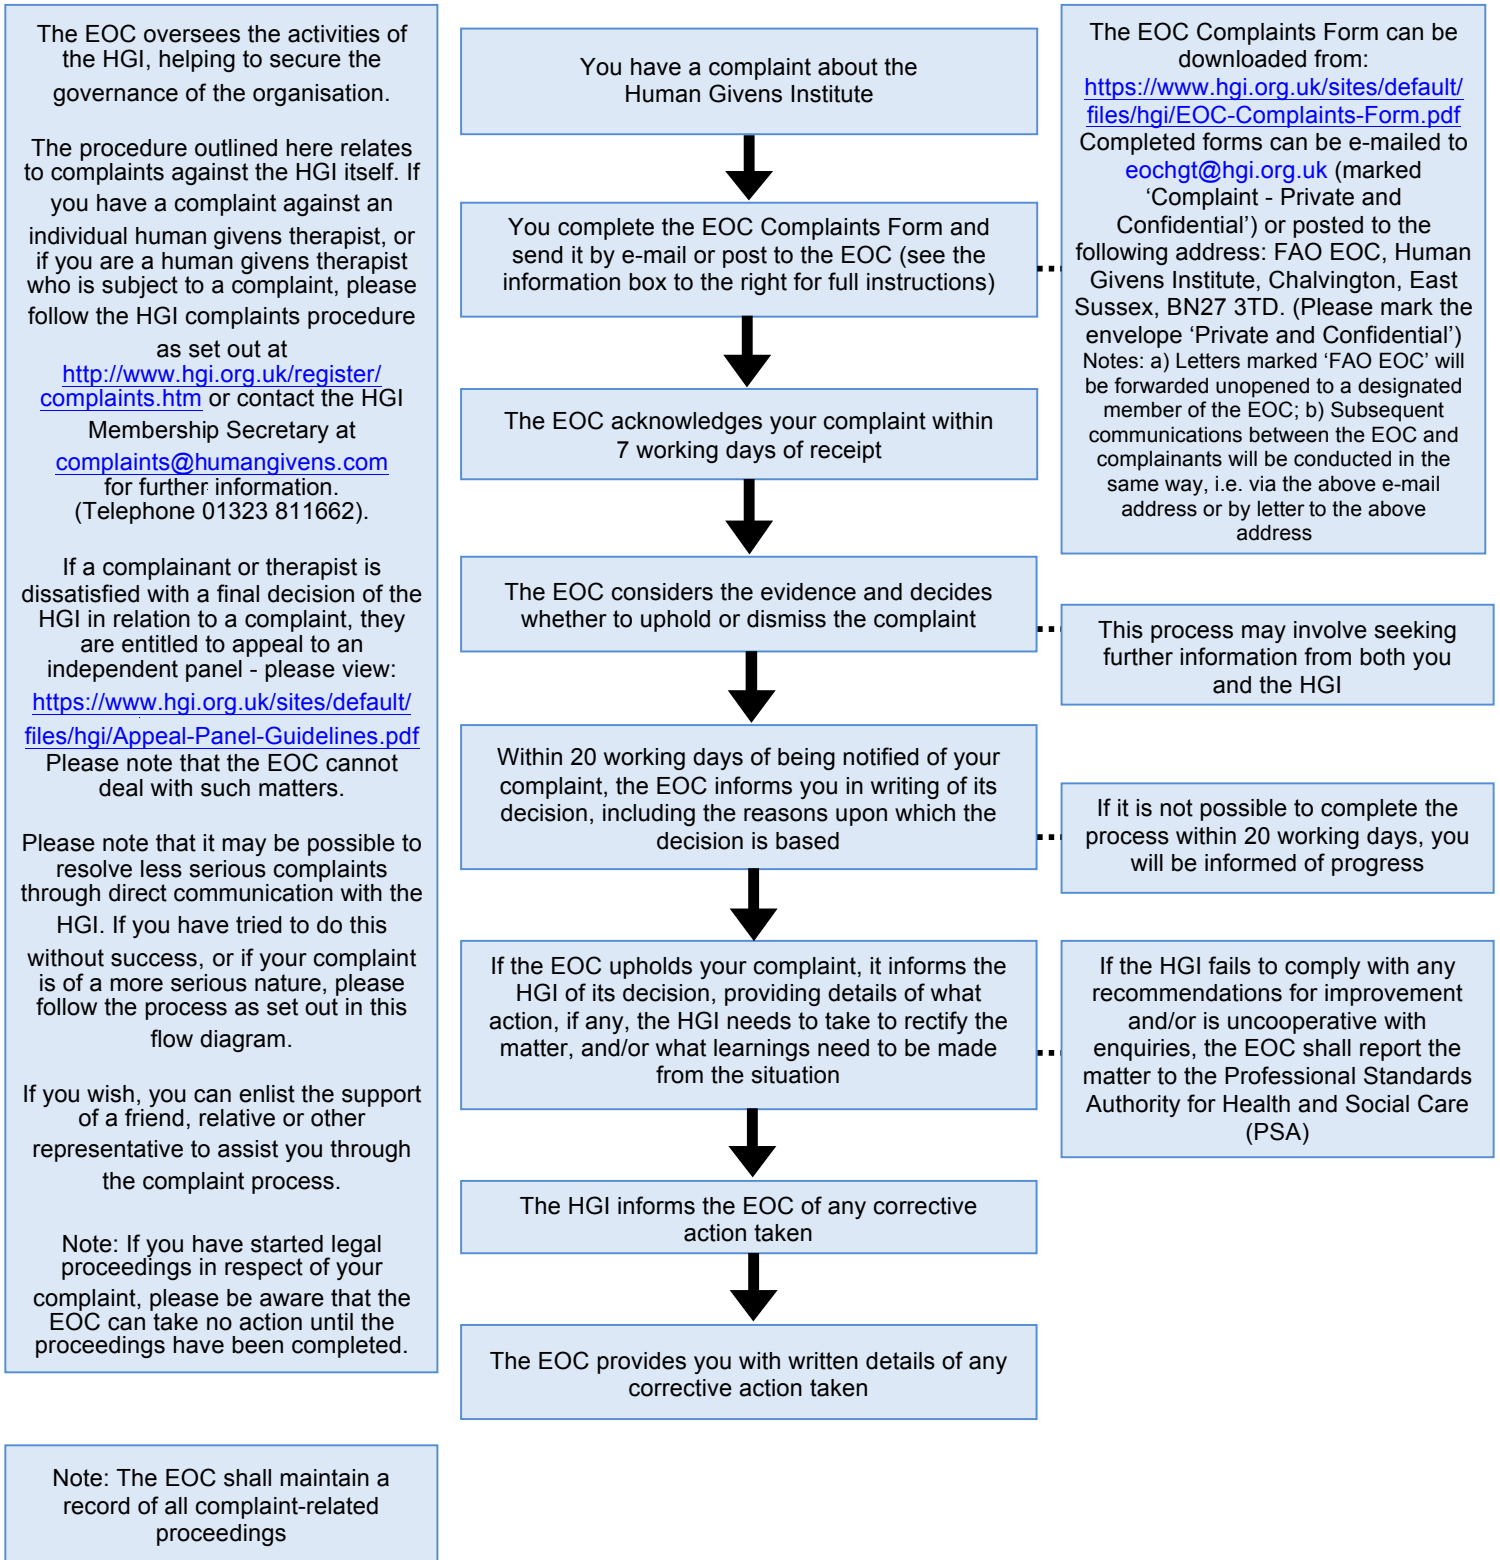 The EOC oversees the activities of
the HGI, helping to secure the
governance of the organisation.
The procedure outlined here relates
to complaints against the HGI itself. If
you have a complaint against an
individual human givens therapist, or
if you are a human givens therapist
who is subject to a complaint, please
follow the HGI complaints procedure
as set out at
http://www.hgi.org.uk/register/
complaints.htm or contact the HGI
Membership Secretary at
complaints@humangivens.com
for further information.
(Telephone 01323 811662).
If a complainant or therapist is
dissatisfied with a final decision of the
HGI in relation to a complaint, they
are entitled to appeal to an
independent panel - please view:
https://www.hgi.org.uk/sites/default/
files/hgi/Appeal-Panel-Guidelines.pdf
Please note that the EOC cannot
deal with such matters.
Please note that it may be possible to
resolve less serious complaints
through direct communication with the
HGI. If you have tried to do this
without success, or if your complaint
is of a more serious nature, please
follow the process as set out in this
flow diagram.
If you wish, you can enlist the support
of a friend, relative or other
representative to assist you through
the complaint process.
Note: If you have started legal
proceedings in respect of your
complaint, please be aware that the
EOC can take no action until the
proceedings have been completed.
Note: The EOC shall maintain a
record of all complaint-related
proceedings
You have a complaint about the
Human Givens Institute
You complete the EOC Complaints Form and
send it by e-mail or post to the EOC (see the
information box to the right for full instructions)
The EOC acknowledges your complaint within
7 working days of receipt
The EOC considers the evidence and decides
whether to uphold or dismiss the complaint
Within 20 working days of being notified of your
complaint, the EOC informs you in writing of its
decision, including the reasons upon which the
decision is based
If the EOC upholds your complaint, it informs the
HGI of its decision, providing details of what
action, if any, the HGI needs to take to rectify the
matter, and/or what learnings need to be made
from the situation
The HGI informs the EOC of any corrective
action taken
The EOC provides you with written details of any
corrective action taken
The EOC Complaints Form can be
downloaded from:
https://www.hgi.org.uk/sites/default/
files/hgi/EOC-Complaints-Form.pdf
Completed forms can be e-mailed to
eochgt@hgi.org.uk (marked
‘Complaint - Private and
Confidential’) or posted to the
following address: FAO EOC, Human
Givens Institute, Chalvington, East
Sussex, BN27 3TD. (Please mark the
envelope ‘Private and Confidential’)
Notes: a) Letters marked ‘FAO EOC’ will
be forwarded unopened to a designated
member of the EOC; b) Subsequent
communications between the EOC and
complainants will be conducted in the
same way, i.e. via the above e-mail
address or by letter to the above
address
This process may involve seeking
further information from both you
and the HGI
If it is not possible to complete the
process within 20 working days, you
will be informed of progress
If the HGI fails to comply with any
recommendations for improvement
and/or is uncooperative with
enquiries, the EOC shall report the
matter to the Professional Standards
Authority for Health and Social Care
(PSA)